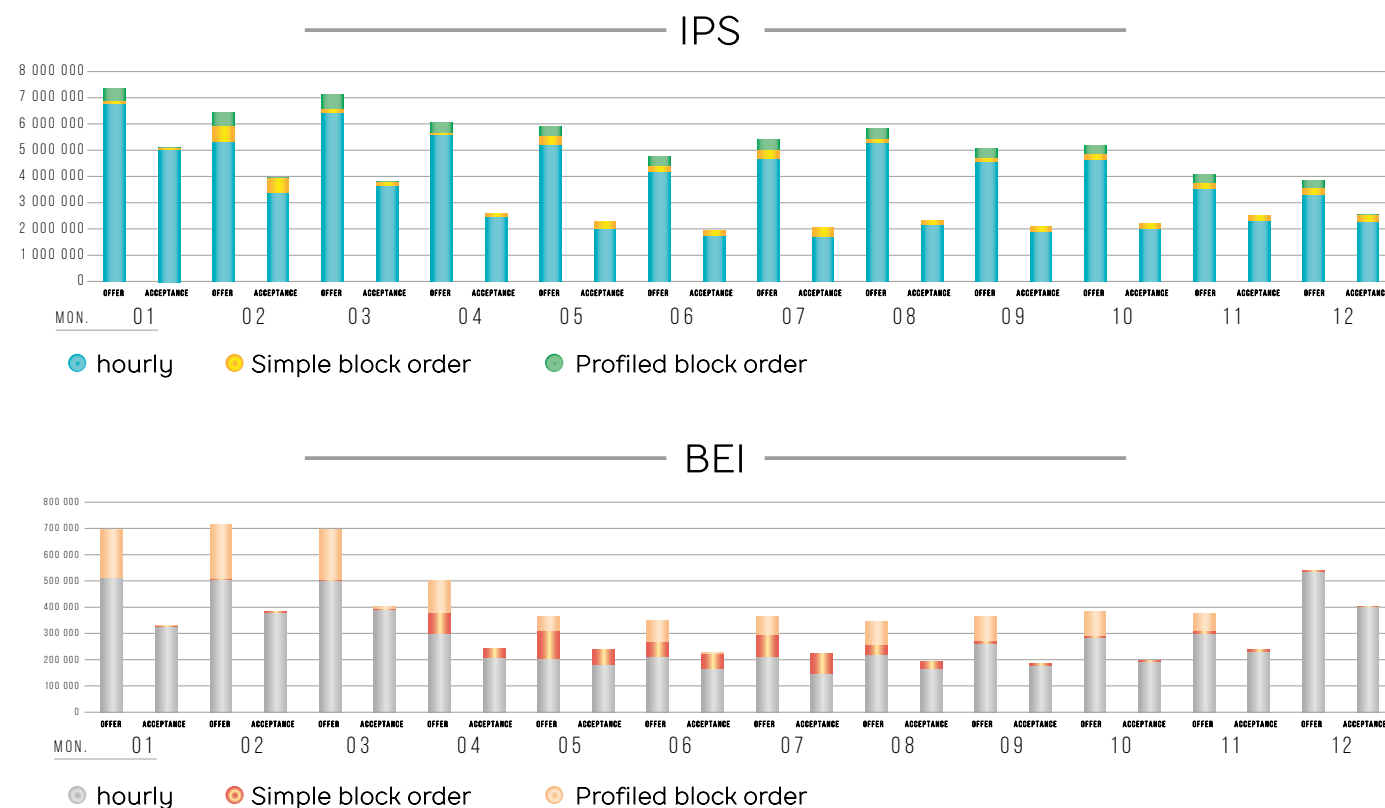 IPS
8 000 000
7 000 000
6 000 000
5 000 000
4 000 000
3 000 000
2 000 000
1 000 000
0
OFFER ACCEPTANCE OFFER ACCEPTANCE OFFER ACCEPTANCE OFFER ACCEPTANCE OFFER ACCEPTANCE OFFER ACCEPTANCE OFFER ACCEPTANCE OFFER ACCEPTANCE OFFER ACCEPTANCE OFFER ACCEPTANCE OFFER ACCEPTANCE OFFER ACCEPTANC
MON. 01 02 03 04 05 06 07 08 09 10 11 12
hourly Simple block order Profiled block order
BEI
800 000
700 000
600 000
500 000
400 000
300 000
200 000
100 000
0
OFFER ACCEPTANCE OFFER ACCEPTANCE OFFER ACCEPTANCE OFFER ACCEPTANCE OFFER ACCEPTANCE OFFER ACCEPTANCE OFFER ACCEPTANCE OFFER ACCEPTANCE OFFER ACCEPTANCE OFFER ACCEPTANCE OFFER ACCEPTANCE OFFER ACCEPTANCE
MON. 01 02 03 04 05 06 07 08 09 10 11 12
hourly Simple block order Profiled block order